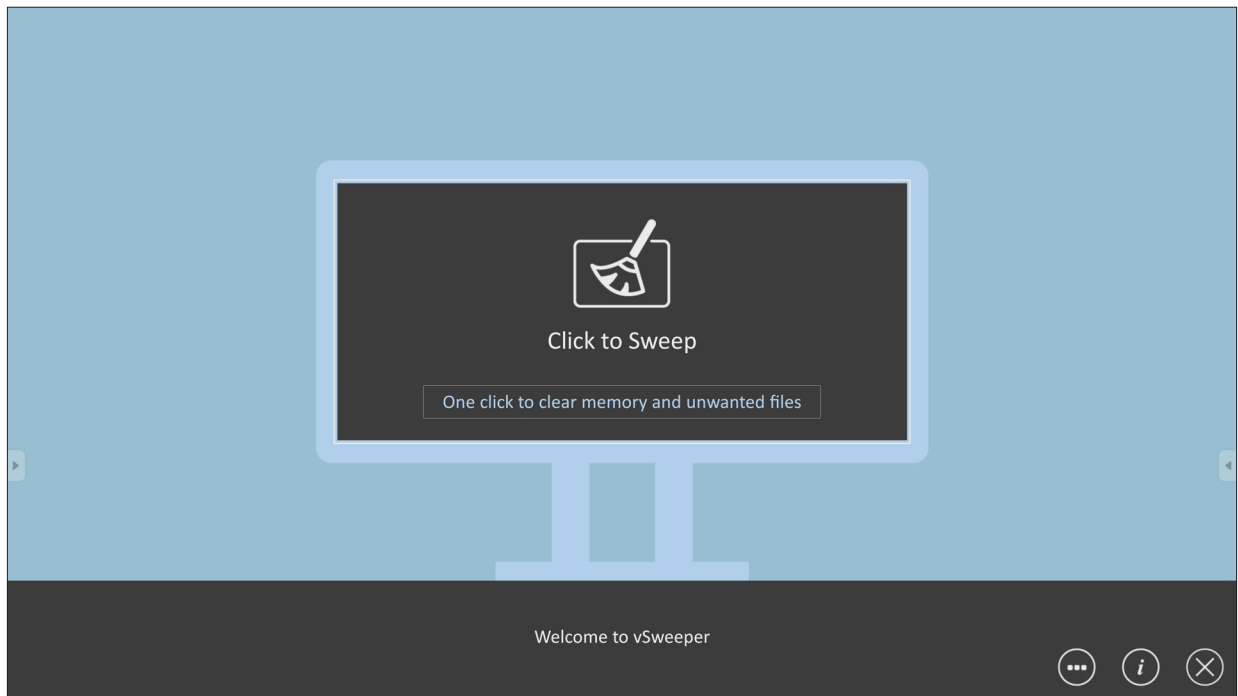 Click to Sweep
One click to clear memory and unwanted files
Welcome to vSweeper
i